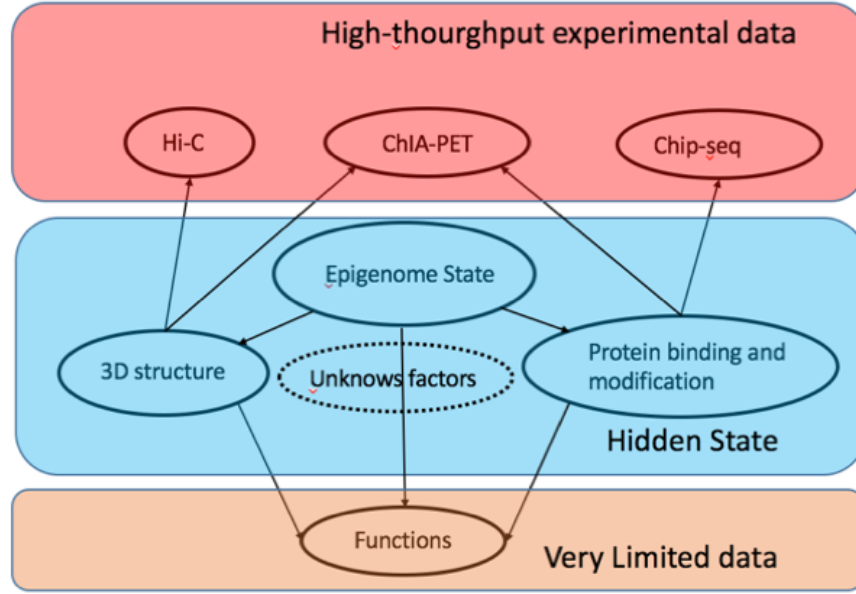 High-thourghput experimental data
Hi-C
ChIA-PET
Chip-seq
Epigenome State
3D structure
Unknows factors
Protein binding and
modification
Hidden State
Functions
Very Limited data